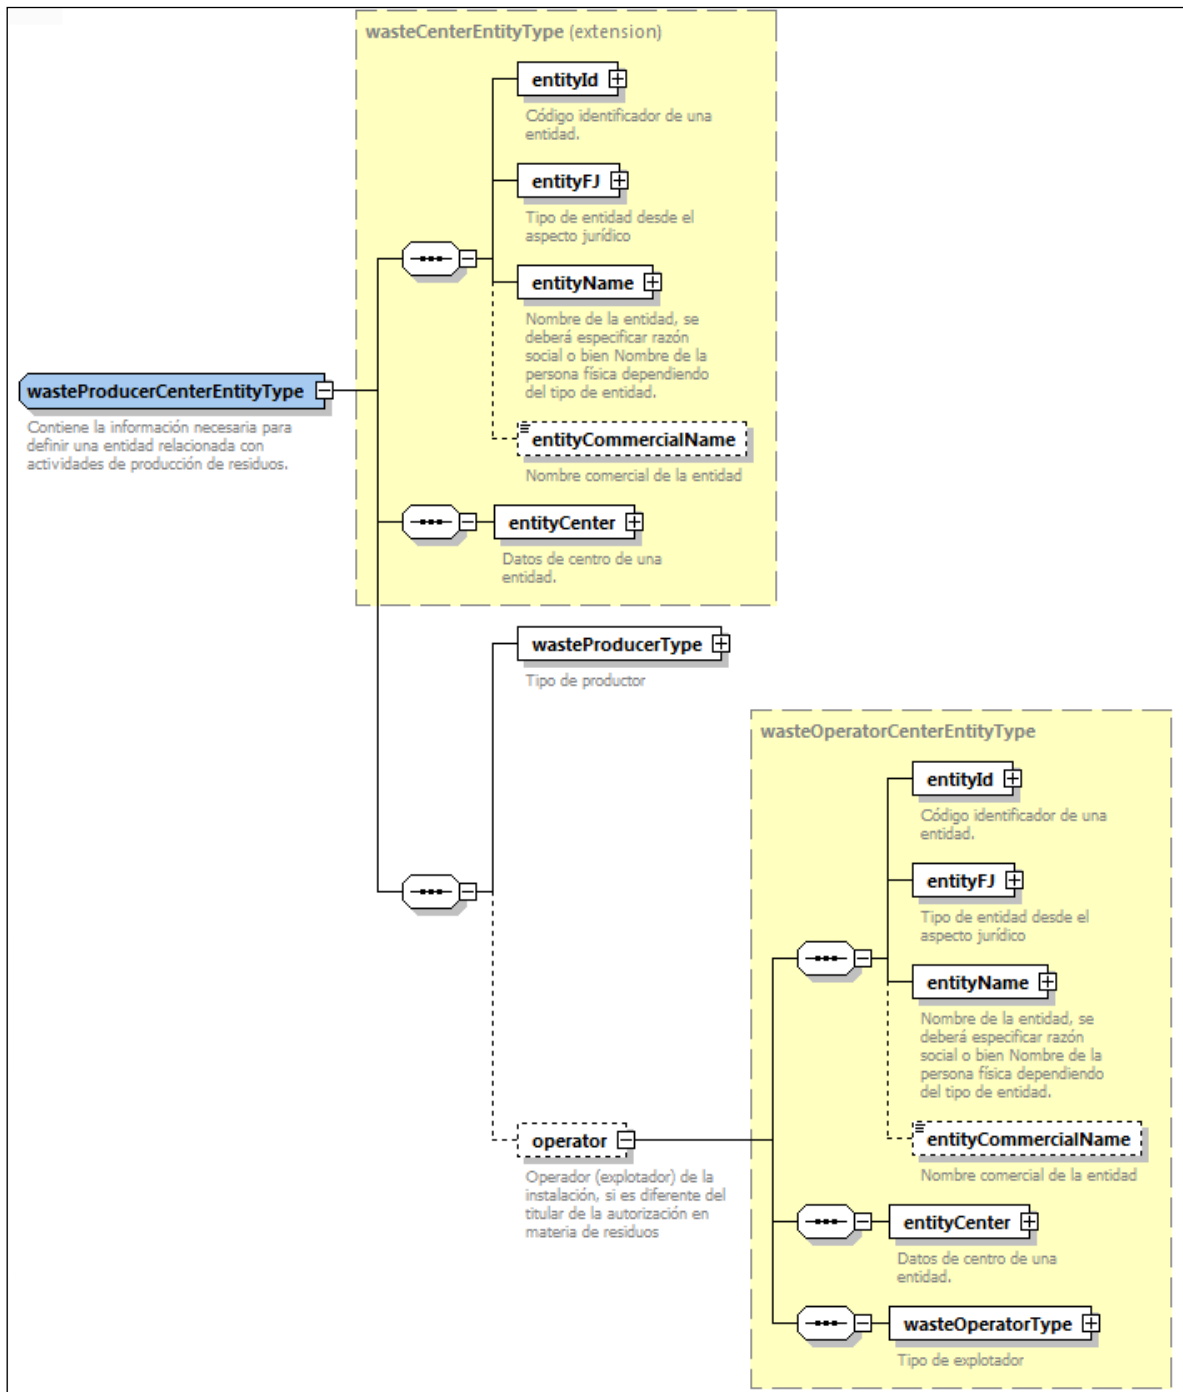 wasteCenterEntityType (extension)
entityId
Código identificador de una
entidad.
entityFJ
Tipo de entidad desde el
aspecto jurídico
entityName
Nombre de la entidad, se
deberá especificar razón
social o bien Nombre de la
persona física dependiendo
del tipo de entidad.
entityCommercialName
Nombre comercial de la entidad
wasteProducerCenterEntityType
Contiene la información necesaria para
definir una entidad relacionada con
actividades de producción de residuos.
entityCenter
Datos de centro de una
entidad.
wasteProducerType
Tipo de productor
operator
Operador (explotador) de la
instalación, si es diferente del
titular de la autorización en
materia de residuos
wasteOperatorCenterEntityType
entityId
Código identificador de una
entidad.
entityFJ
Tipo de entidad desde el
aspecto jurídico
entityName
Nombre de la entidad, se
deberá especificar razón
social o bien Nombre de la
persona física dependiendo
del tipo de entidad.
entityCommercialName
Nombre comercial de la entidad
entityCenter
Datos de centro de una
entidad.
wasteOperatorType
Tipo de explotador